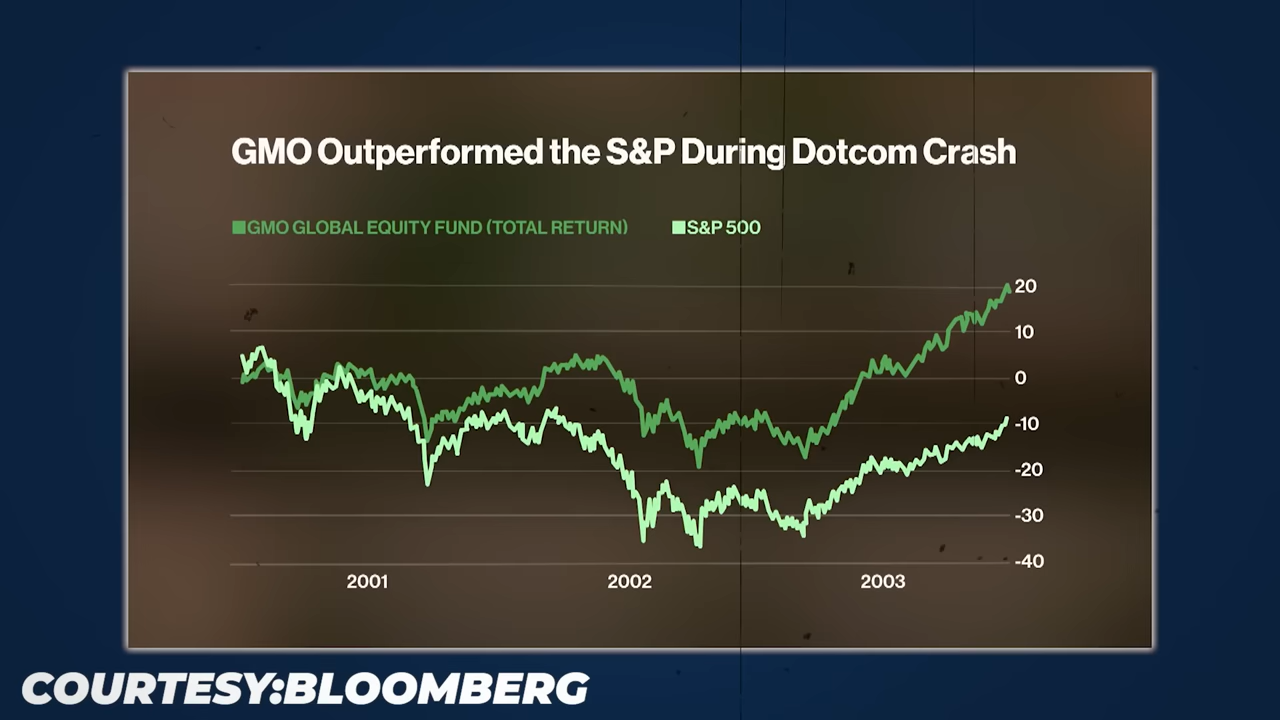 GMO Outperformed the S&P During Dotcom Crash
GMO GLOBAL EQUITY FUND (TOTAL RETURN) S&P 500
20
10
0
-10
-20
-30
-40
2001 2002 2003
COURTESY:BLOOMBERG